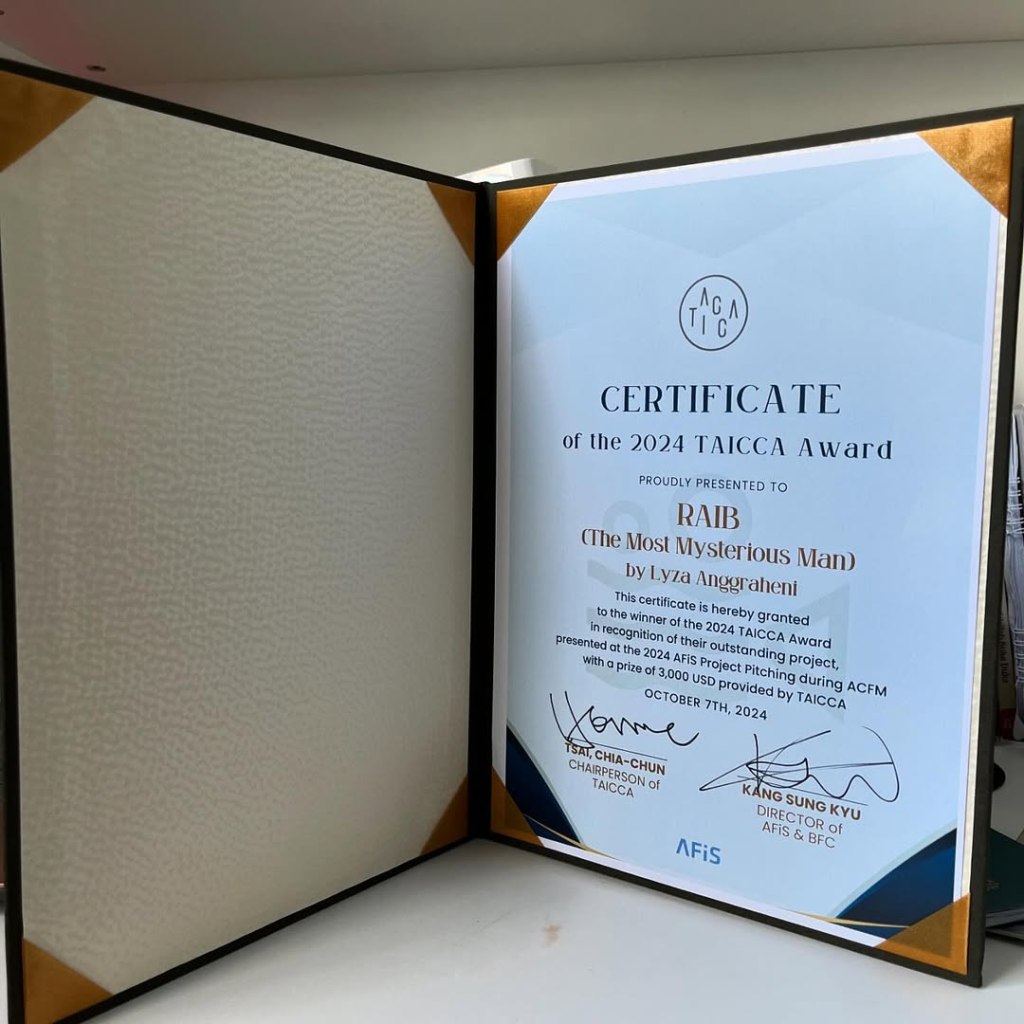 TAICCA
CERTIFICATE
of the 2024 TAICCA Award
PROUDLY PRESENTED TO
RAIB
(The Most Mysterious Man)
by Lyza Anggraheni
This certificate is hereby granted
to the winner of the 2024 TAICCA Award
in recognition of their outstanding project,
presented at the 2024 AFiS Project Pitching during ACFM
with a prize of 3,000 USD provided by TAICCA
OCTOBER 7TH, 2024
TSAI, CHIA-CHUN
CHAIRPERSON of
TAICCA
KANG SUNG KYU
DIRECTOR of
AFiS & BFC
AFiS